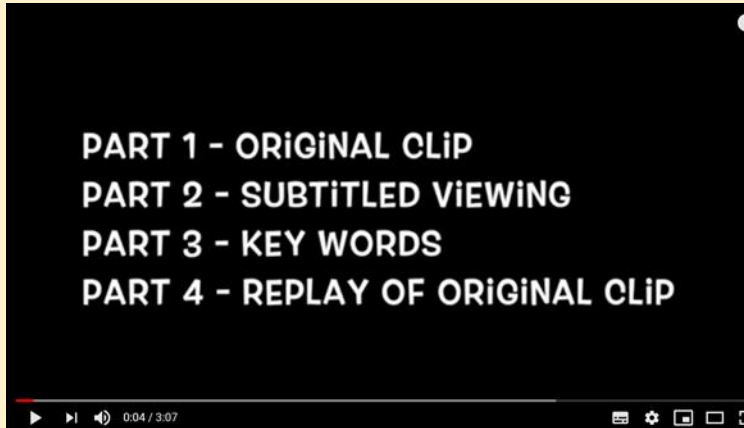 PART 1 - ORiGiNAL CLiP
PART 2 - SUBTiTLED ViEWiNG
PART 3 - KEY WORDS
PART 4 - REPLAY OF ORiGiNAL CLiP
0:04 / 3:07